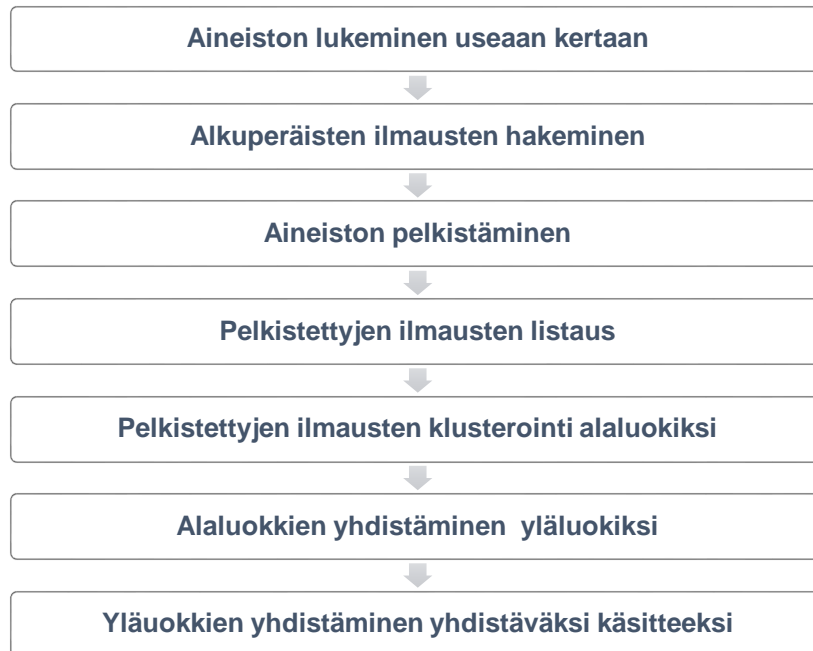 Aineiston lukeminen useaan kertaan
Alkuperäisten ilmausten hakeminen
Aineiston pelkistäminen
Pelkistettyjen ilmausten listaus
Pelkistettyjen ilmausten klusterointi alaluokiksi
Alaluokkien yhdistäminen yläluokiksi
Yläuokkien yhdistäminen yhdistäväksi käsitteeksi